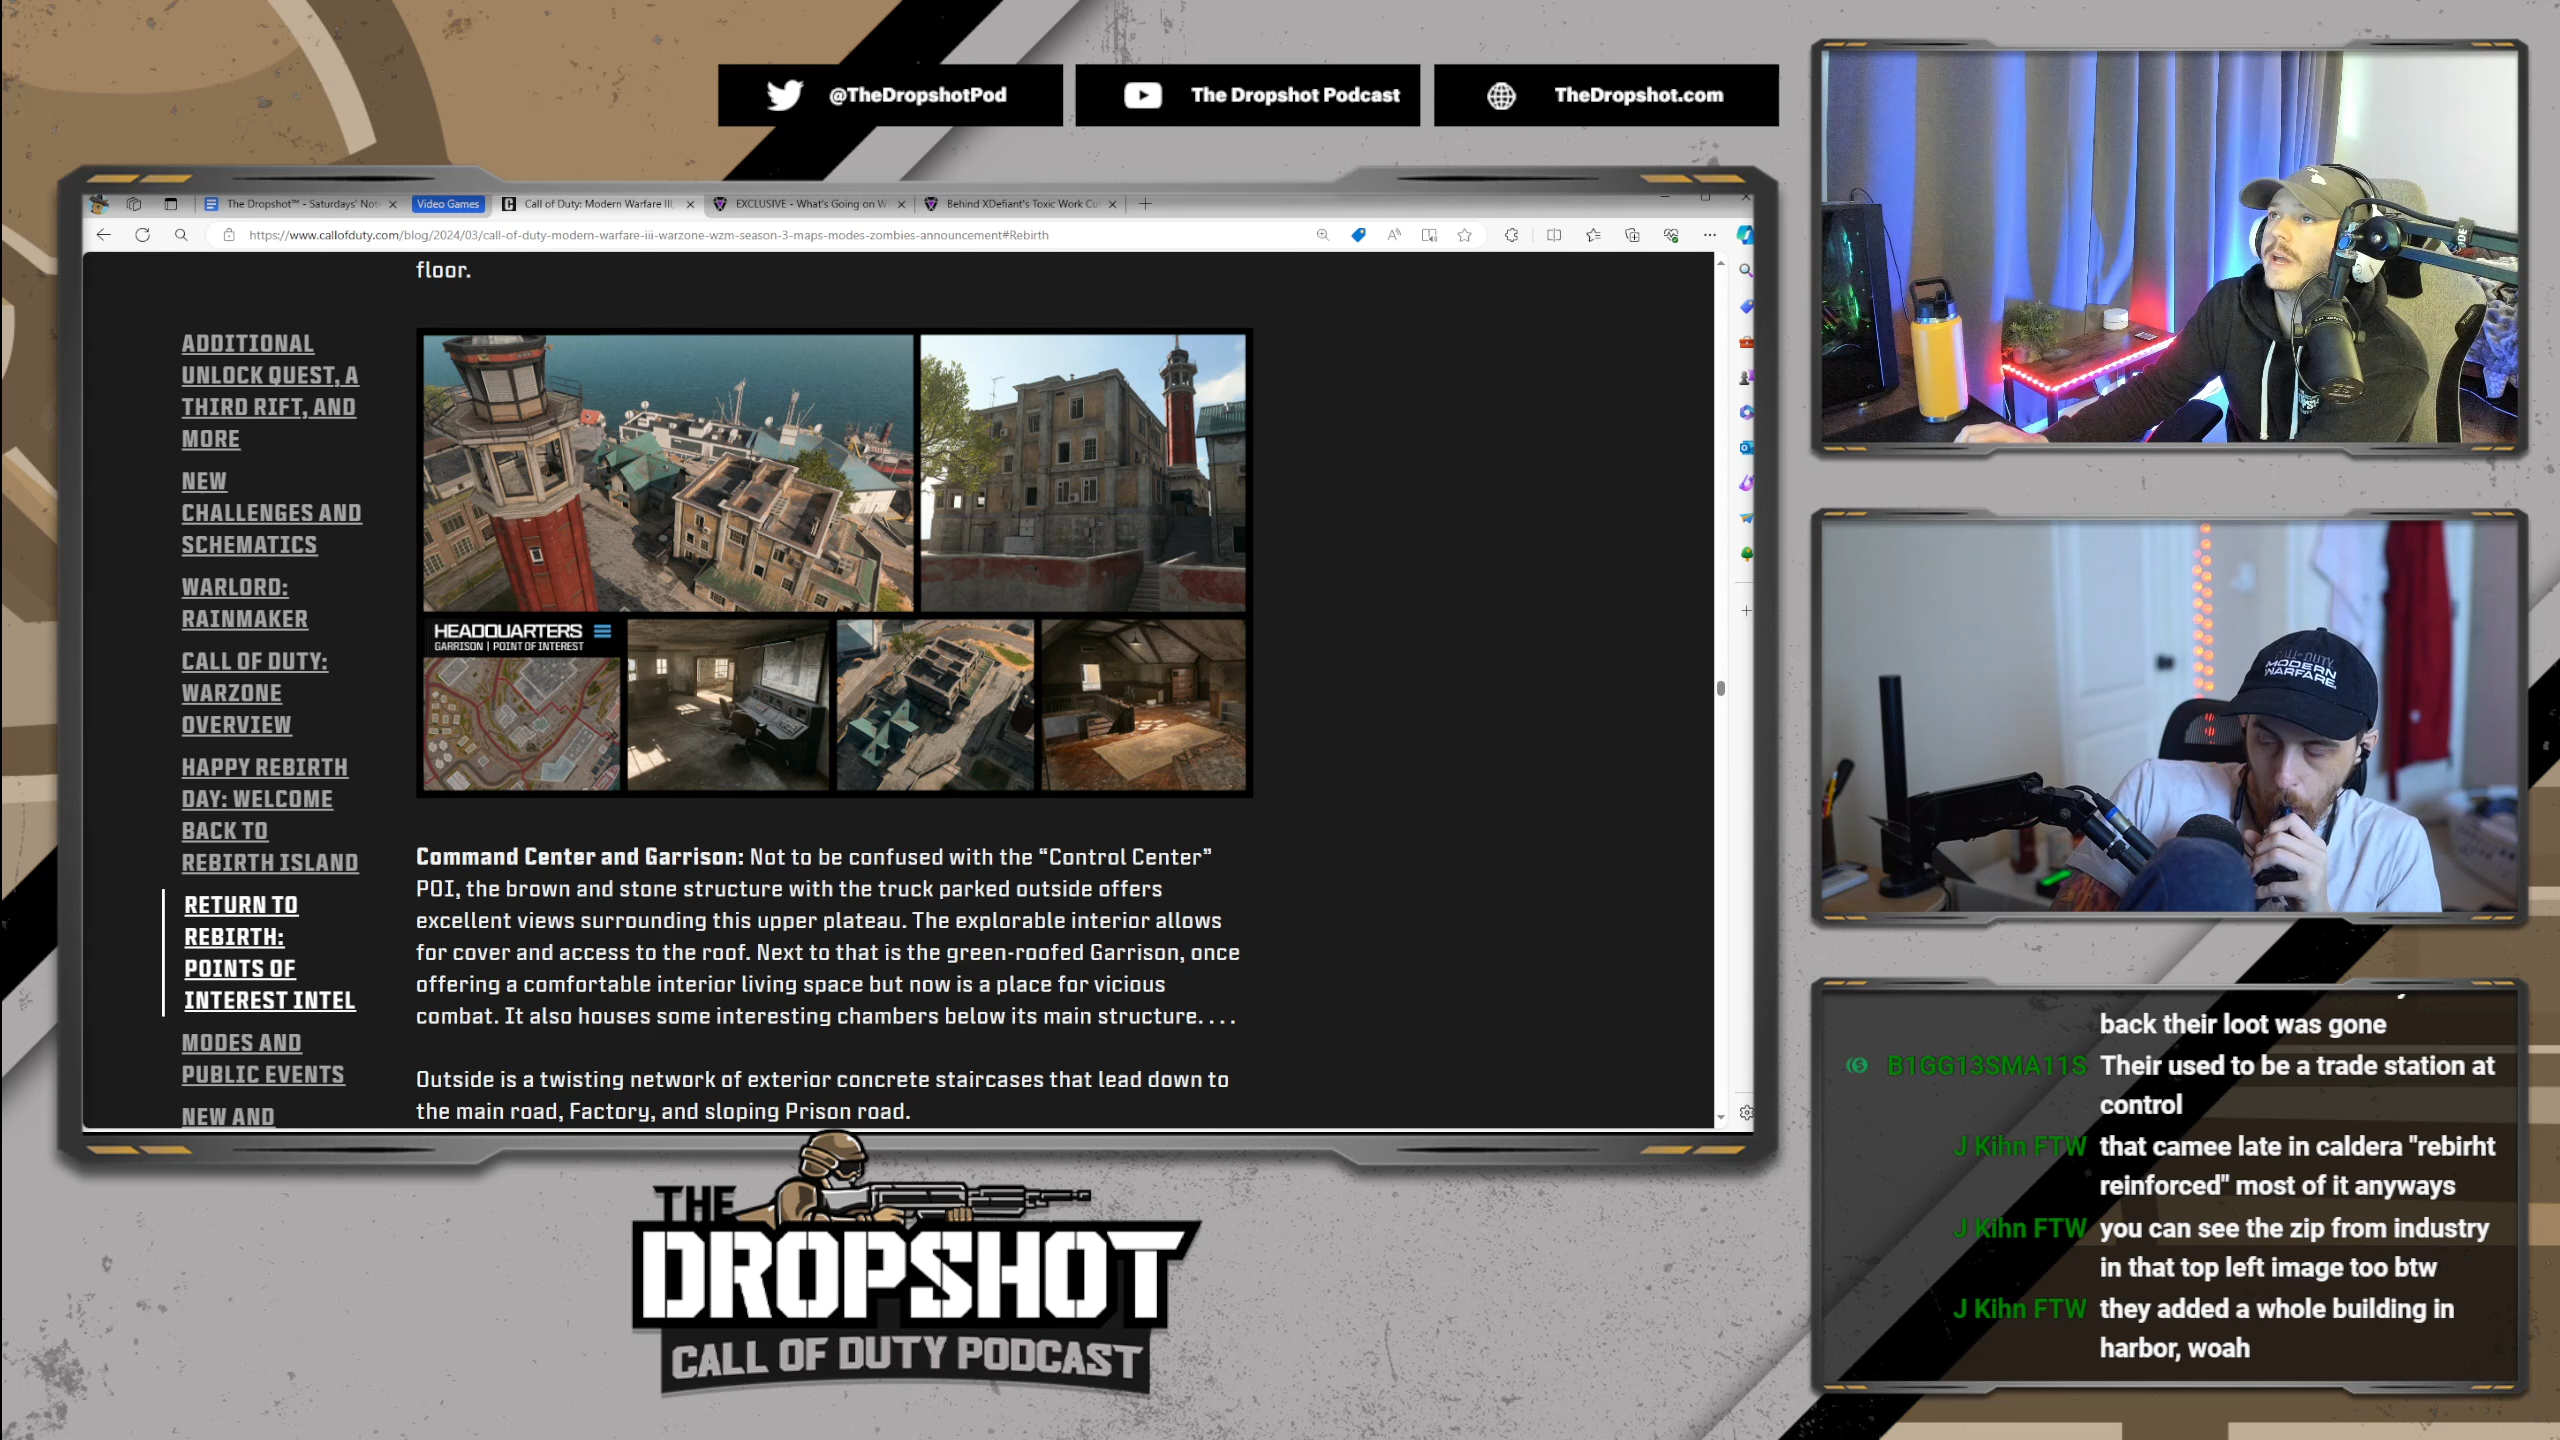 @TheDropshotPod
The Dropshot Podcast
TheDropshot.com
The Dropshot™ - Saturdays' Not
Video Games
Call of Duty: Modern Warfare III,
EXCLUSIVE - What's Going on W
Behind XDefiant's Toxic Work Cu
https://www.callofduty.com/blog/2024/03/call-of-duty-modern-warfare-iii-warzone-wzm-season-3-maps-modes-zombies-announcement#Rebirth
floor.
ADDITIONAL
UNLOCK QUEST, A
THIRD RIFT, AND
MORE
NEW
CHALLENGES AND
SCHEMATICS
WARLORD:
RAINMAKER
CALL OF DUTY:
WARZONE
OVERVIEW
HAPPY REBIRTH
DAY: WELCOME
BACK TO
REBIRTH ISLAND
RETURN TO
REBIRTH:
POINTS OF
INTEREST INTEL
MODES AND
PUBLIC EVENTS
NEW AND
HEADQUARTERS
GARRISON | POINT OF INTEREST
Command Center and Garrison: Not to be confused with the “Control Center”
POI, the brown and stone structure with the truck parked outside offers
excellent views surrounding this upper plateau. The explorable interior allows
for cover and access to the roof. Next to that is the green-roofed Garrison, once
offering a comfortable interior living space but now is a place for vicious
combat. It also houses some interesting chambers below its main structure. . . .
Outside is a twisting network of exterior concrete staircases that lead down to
the main road, Factory, and sloping Prison road.
CALL OF DUTY
MODERN
WARFARE
back their loot was gone
B1GG13SMA11S Their used to be a trade station at
control
J Kihn FTW that camee late in caldera "rebirht
reinforced" most of it anyways
J Kihn FTW you can see the zip from industry
in that top left image too btw
J Kihn FTW they added a whole building in
harbor, woah
THE
DROPSHOT
CALL OF DUTY PODCAST